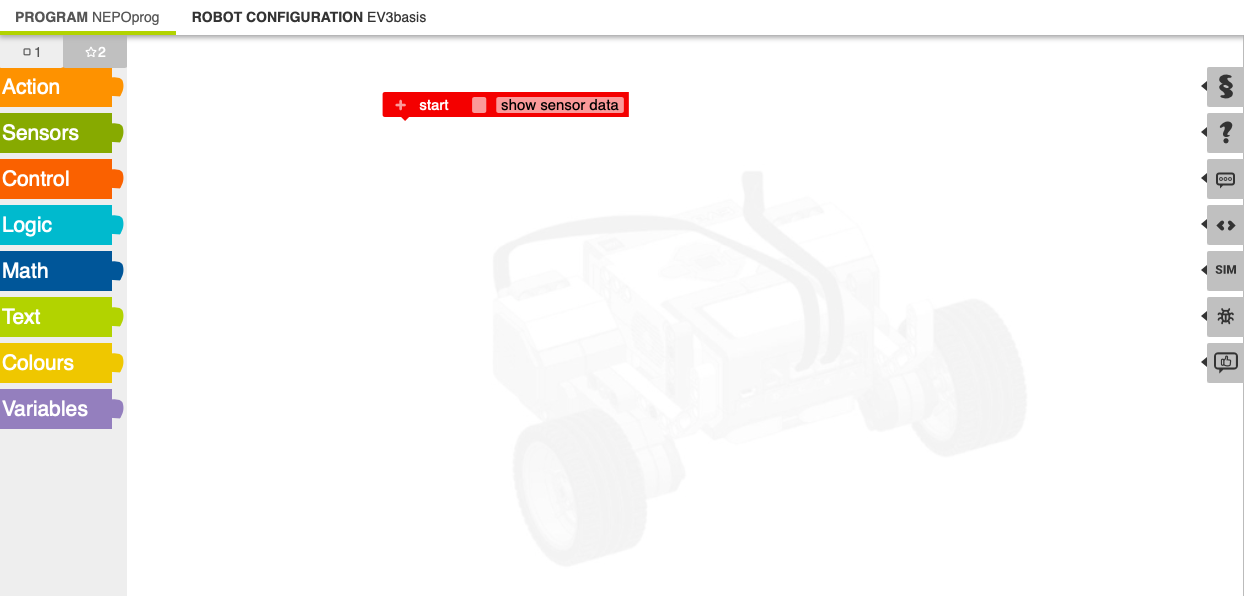 PROGRAM NEPOprog ROBOT CONFIGURATION EV3basis
1 2
Action
Sensors
Control
Logic
Math
Text
Colours
Variables
+ start show sensor data
§
?
SIM